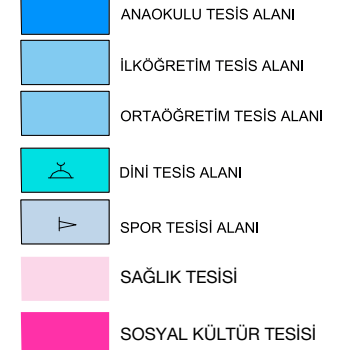 ANAOKULU TESİS ALANI
İLKÖĞRETİM TESİS ALANI
ORTAÖĞRETİM TESİS ALANI
DİNİ TESİS ALANI
SPOR TESİSİ ALANI
SAĞLIK TESİSİ
SOSYAL KÜLTÜR TESİSİ